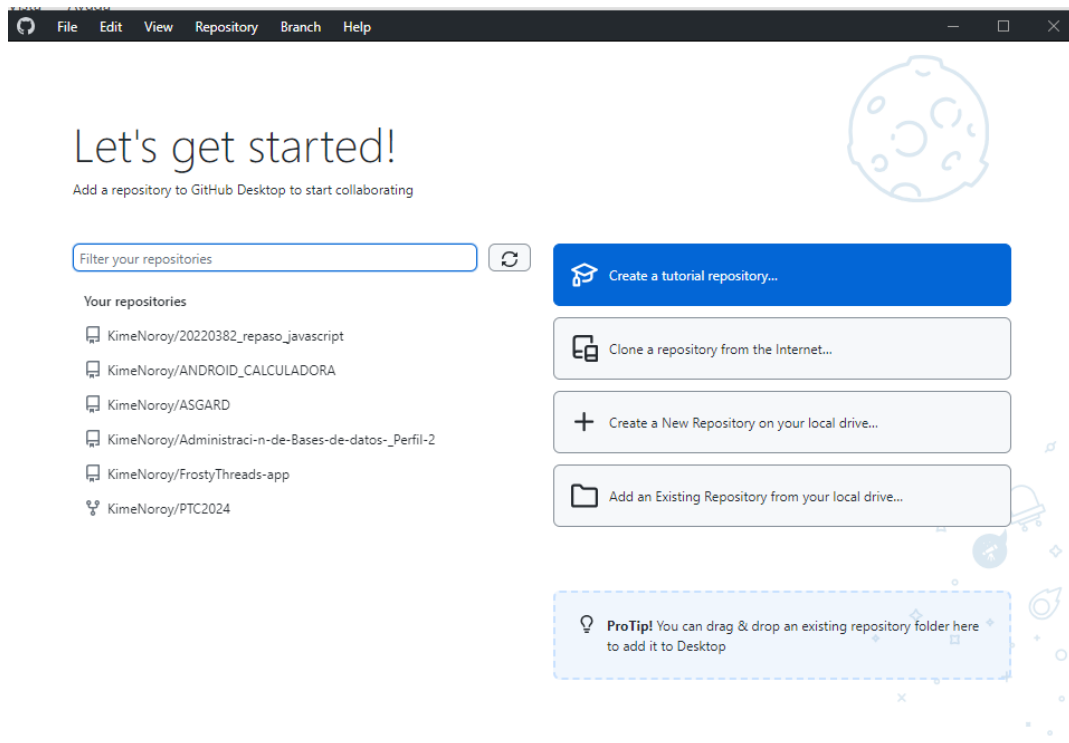 File Edit View Repository Branch Help
Let's get started!
Add a repository to GitHub Desktop to start collaborating
Filter your repositories
Your repositories
KimeNoroy/20220382_repaso_javascript
KimeNoroy/ANDROID_CALCULADORA
KimeNoroy/ASGARD
KimeNoroy/Administraci-n-de-Bases-de-datos-_Perfil-2
KimeNoroy/FrostyThreads-app
KimeNoroy/PTC2024
Create a tutorial repository...
Clone a repository from the Internet...
Create a New Repository on your local drive...
Add an Existing Repository from your local drive...
ProTip! You can drag & drop an existing repository folder here
to add it to Desktop